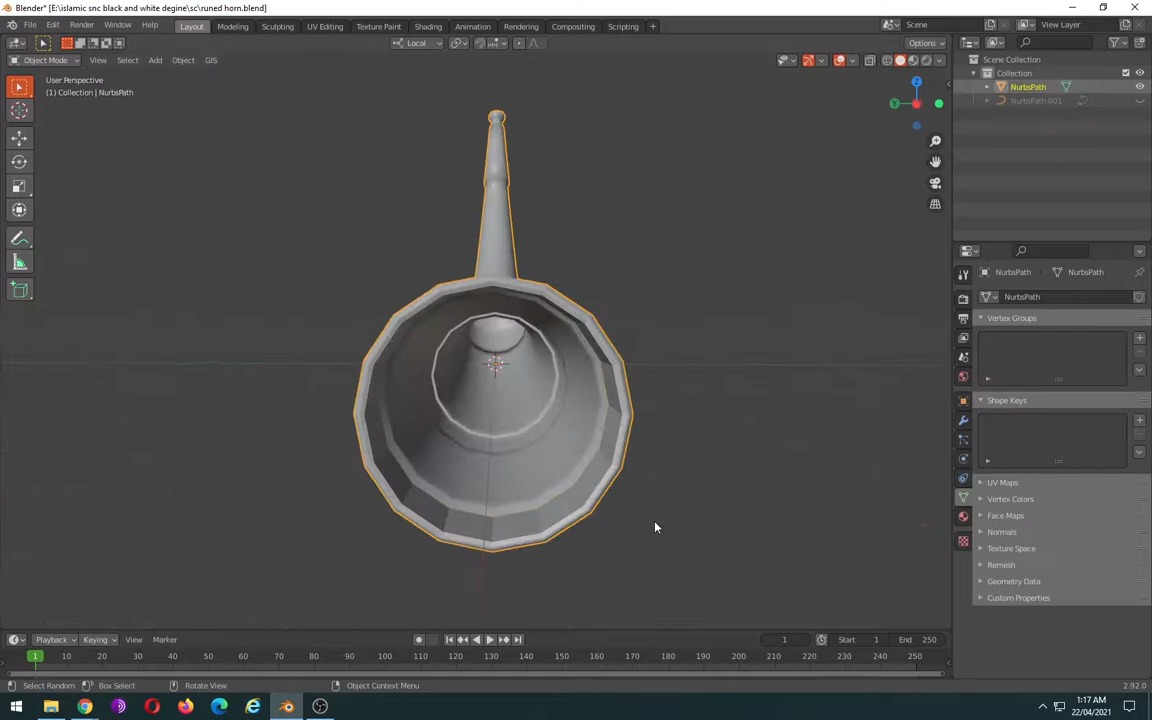 Blender* [E:\islamic snc black and white degine\sc\runed horn.blend]
File Edit Render Window Help Layout Modeling Sculpting UV Editing Texture Paint Shading Animation Rendering Compositing Scripting + Scene View Layer
Local Options
Object Mode View Select Add Object GIS
User Perspective
(1) Collection | NurbsPath
Z
Y
Scene Collection
Collection
NurbsPath
NurbsPath.001
NurbsPath NurbsPath
NurbsPath
Vertex Groups
Shape Keys
UV Maps
Vertex Colors
Face Maps
Normals
Texture Space
Remesh
Geometry Data
Custom Properties
Playback Keying View Marker 1 Start 1 End 250
1 10 20 30 40 50 60 70 80 90 100 110 120 130 140 150 160 170 180 190 200 210 220 230 240 250
Select Random Box Select Rotate View Object Context Menu 2.92.0
1:17 AM
22/04/2021